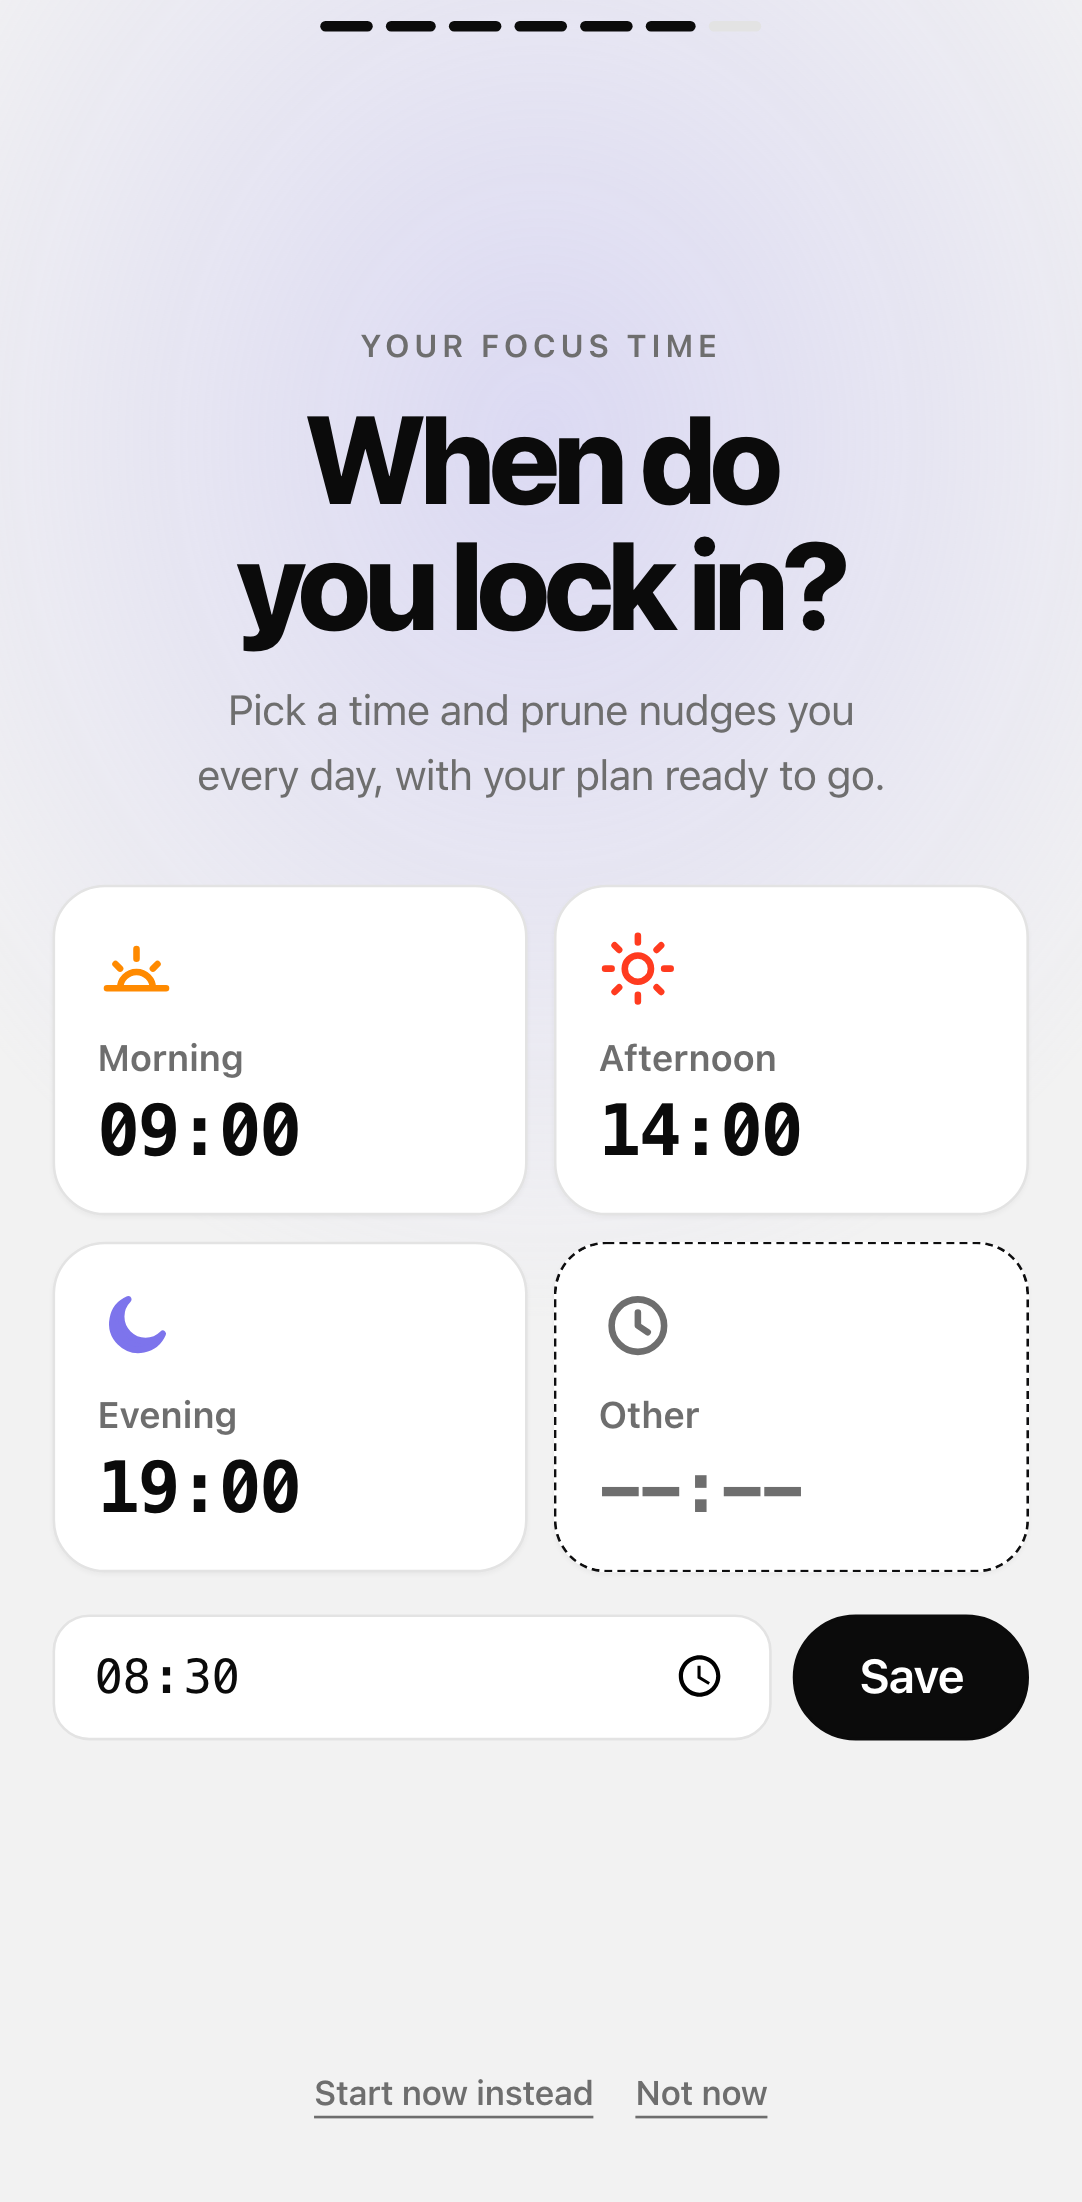 YOUR FOCUS TIME
When do
you lock in?
Pick a time and prune nudges you
every day, with your plan ready to go.
Morning
09:00
Afternoon
14:00
Evening
19:00
Other
––:––
08:30
Save
Start now instead
Not now